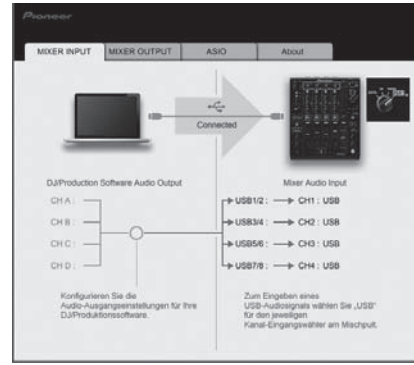 Pioneer
MIXER INPUT MIXER OUTPUT ASIO About
Connected
DJ/Production Software Audio Output
Mixer Audio Input
CH A :
USB1/2 : CH1 : USB
CH B :
USB3/4 : CH2 : USB
CH C :
USB5/6 : CH3 : USB
CH D :
USB7/8 : CH4 : USB
Konfigurieren Sie die
Audio-Ausgangseinstellungen für Ihre
DJ/Produktionssoftware.
Zum Eingeben eines
USB-Audiosignals wählen Sie „USB"
für den jeweiligen
Kanal-Eingangswähler am Mischpult.